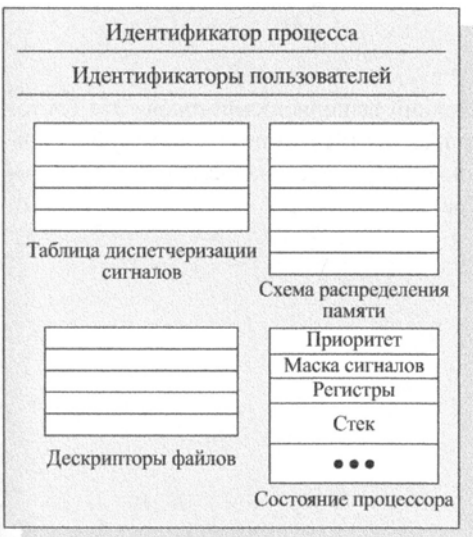 Идентификатор процесса
Идентификаторы пользователей
Таблица диспетчеризации
сигналов
Схема распределения
памяти
Приоритет
Маска сигналов
Регистры
Стек
•••
Дескрипторы файлов
Состояние процессора